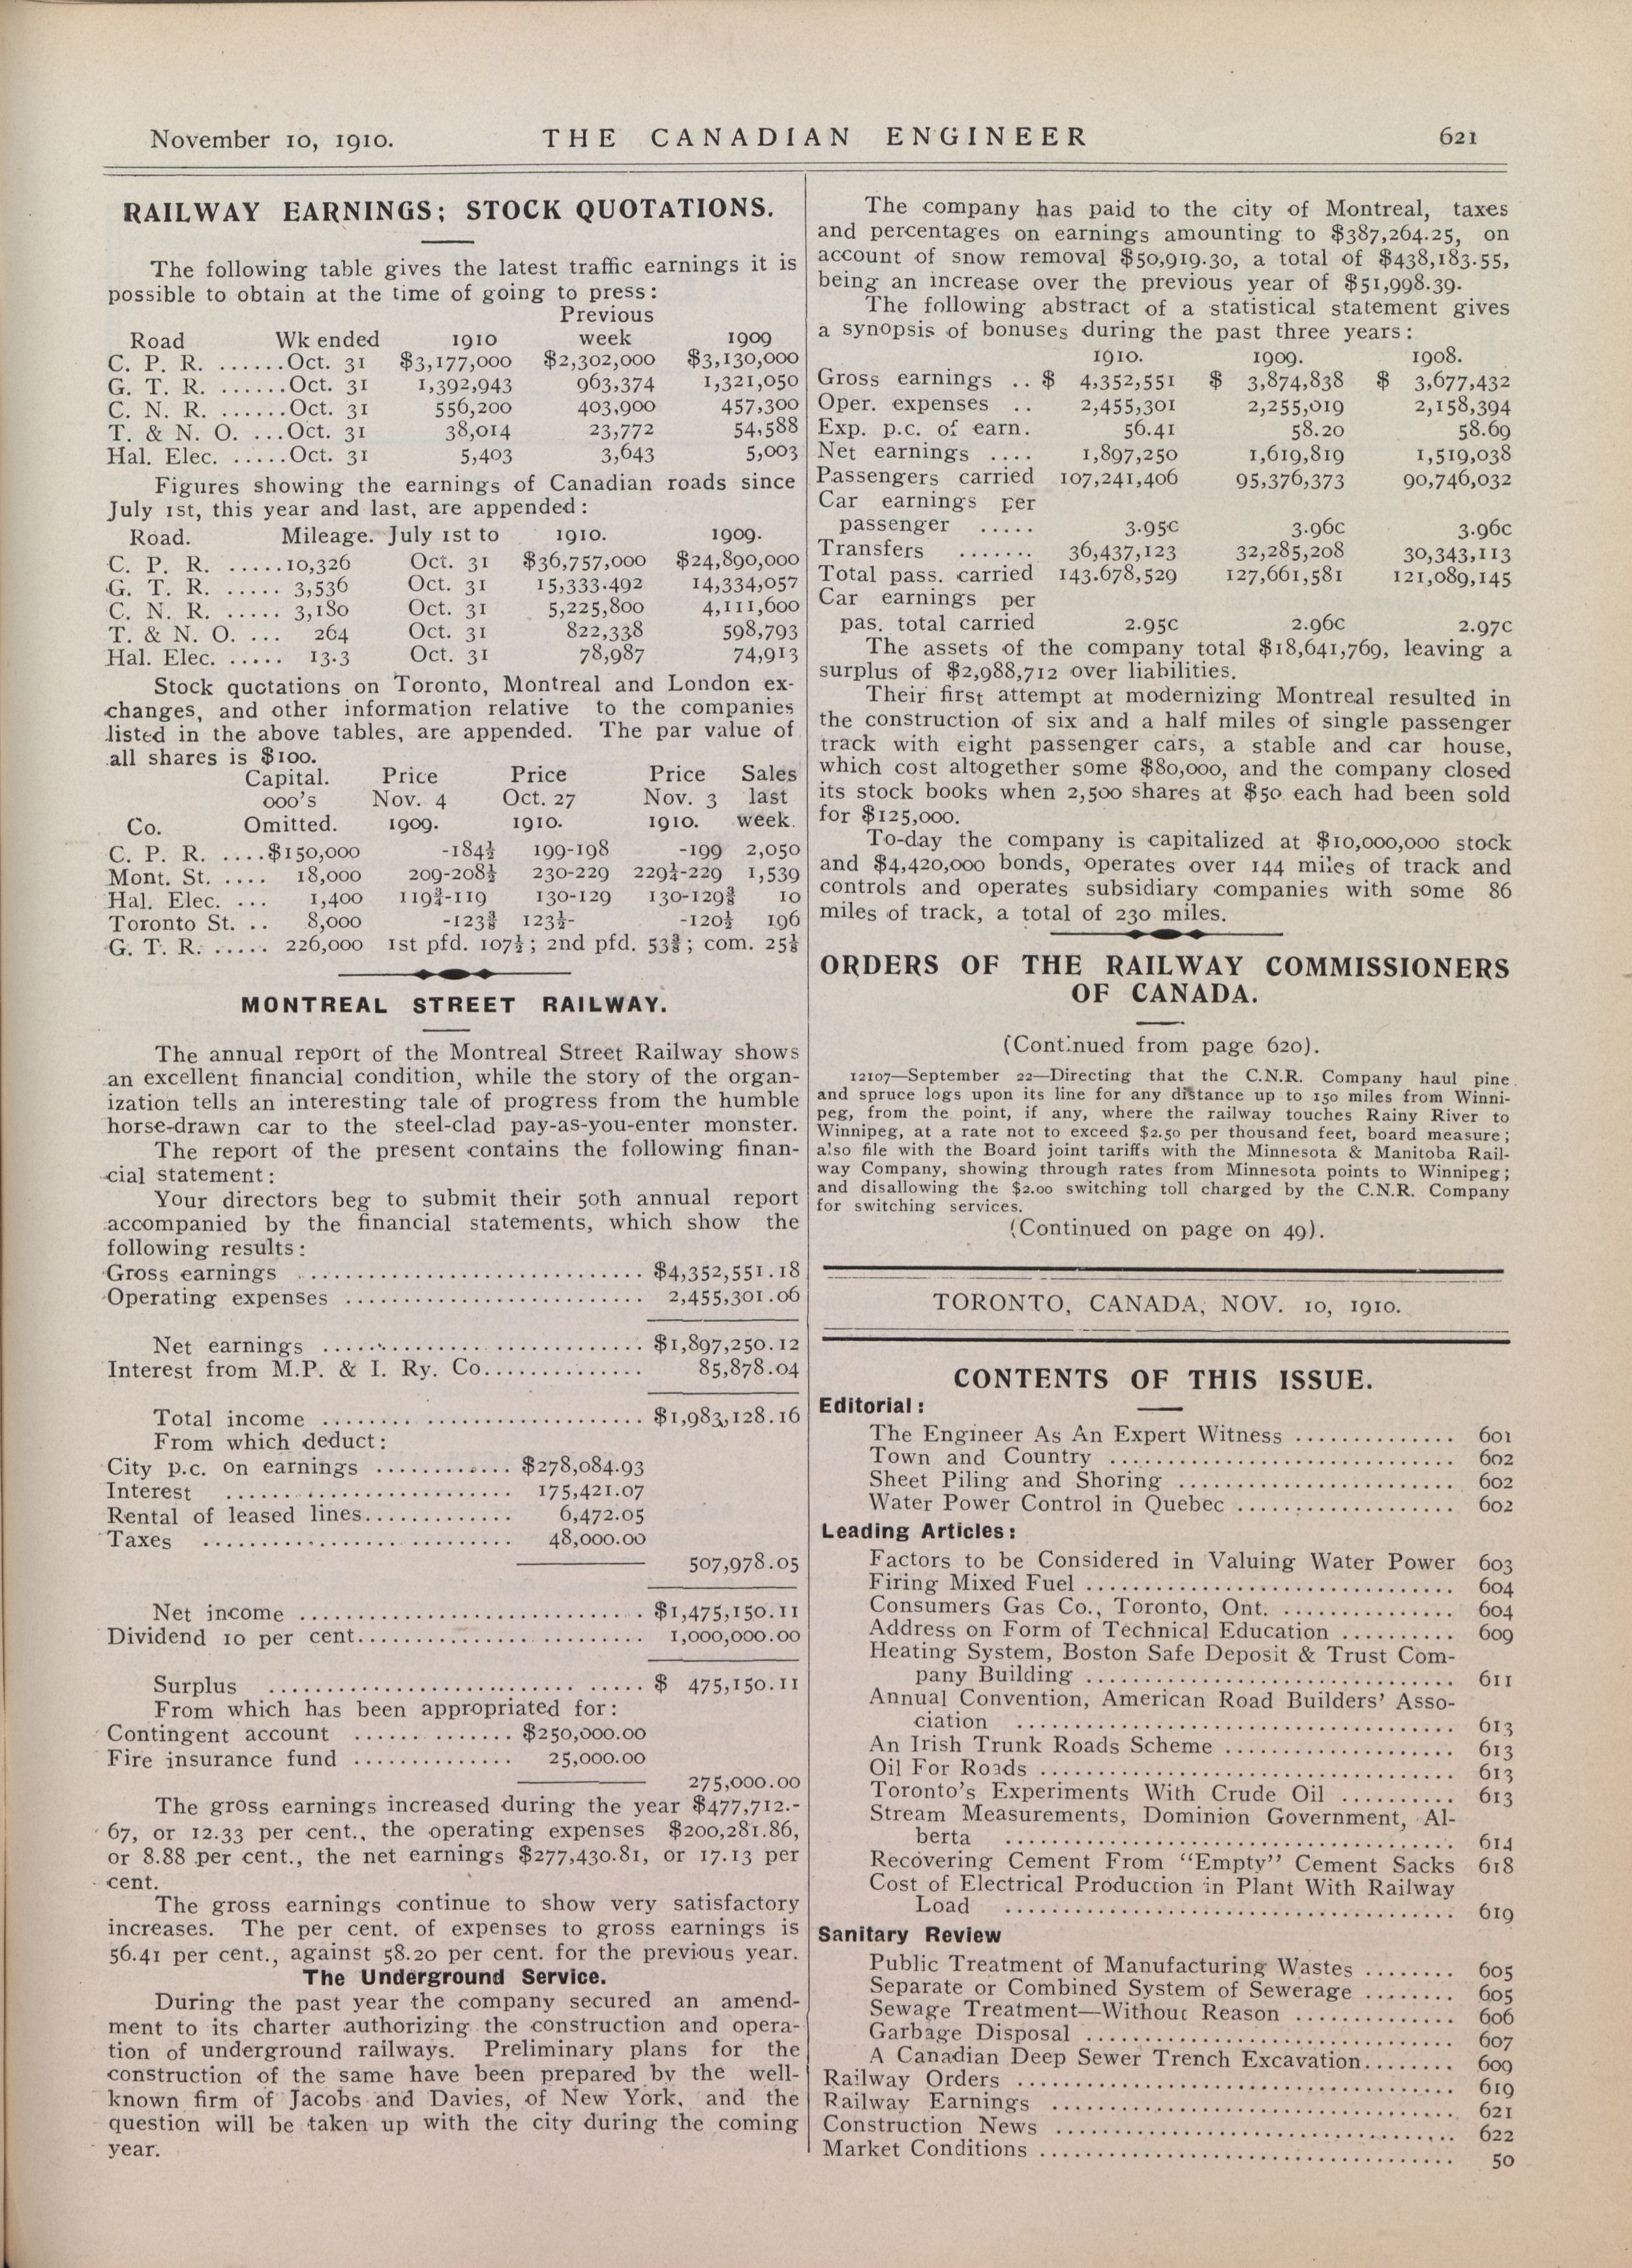 November 10, 1910. THE CANADIAN ENGINEER 621
RAILWAY EARNINGS; STOCK QUOTATIONS.
The following table gives the latest traffic earnings it is
possible to obtain at the time of going to press:
Previous
Road Wk ended 1910 week 1909
C. P. R. ......Oct. 31 $3,177,000 $2,302,000 $3,130,000
G. T. R. ......Oct. 31 1,392,943 963,374 1,321,050
C. N. R. ......Oct. 31 556,200 403,900 457,300
T. & N. O. ...Oct. 31 38,014 23,772 54,588
Hal. Elec. .....Oct. 31 5,403 3,643 5,003
Figures showing the earnings of Canadian roads since
July 1st, this year and last, are appended:
Road. Mileage. July 1st to 1910. 1909.
C. P. R. .....10,326 Oct. 31 $36,757,000 $24,890,000
G. T. R. ..... 3,536 Oct. 31 15,333.492 14,334,057
C. N. R. ..... 3,180 Oct. 31 5,225,800 4,111,600
T. & N. O. ... 264 Oct. 31 822,338 598,793
Hal. Elec. ..... 13.3 Oct. 31 78,987 74,913
Stock quotations on Toronto, Montreal and London ex-
changes, and other information relative to the companies
listed in the above tables, are appended. The par value of
all shares is $100.
Capital. Price Price Price Sales
000's Nov. 4 Oct. 27 Nov. 3 last
Co. Omitted. 1909. 1910. 1910. week.
C. P. R. ....$150,000 -184½ 199-198 -199 2,050
Mont. St. .... 18,000 209-208½ 230-229 229¼-229 1,539
Hal. Elec. ... 1,400 119¾-119 130-129 130-129⅜ 10
Toronto St. .. 8,000 -123⅜ 123½- -120½ 196
G. T. R. ..... 226,000 1st pfd. 107½; 2nd pfd. 53⅜; com. 25⅛
MONTREAL STREET RAILWAY.
The annual report of the Montreal Street Railway shows
an excellent financial condition, while the story of the organ-
ization tells an interesting tale of progress from the humble
horse-drawn car to the steel-clad pay-as-you-enter monster.
The report of the present contains the following finan-
cial statement:
Your directors beg to submit their 50th annual report
accompanied by the financial statements, which show the
following results:
Gross earnings .............................. $4,352,551.18
Operating expenses .......................... 2,455,301.06
Net earnings ............................ $1,897,250.12
Interest from M.P. & I. Ry. Co.............. 85,878.04
Total income ............................ $1,983,128.16
From which deduct:
City p.c. on earnings ............ $278,084.93
Interest ......................... 175,421.07
Rental of leased lines............. 6,472.05
Taxes ........................... 48,000.00
507,978.05
Net income .............................. $1,475,150.11
Dividend 10 per cent......................... 1,000,000.00
Surplus ................................ $ 475,150.11
From which has been appropriated for:
Contingent account .............. $250,000.00
Fire insurance fund .............. 25,000.00
275,000.00
The gross earnings increased during the year $477,712.-
67, or 12.33 per cent., the operating expenses $200,281.86,
or 8.88 per cent., the net earnings $277,430.81, or 17.13 per
cent.
The gross earnings continue to show very satisfactory
increases. The per cent. of expenses to gross earnings is
56.41 per cent., against 58.20 per cent. for the previous year.
The Underground Service.
During the past year the company secured an amend-
ment to its charter authorizing the construction and opera-
tion of underground railways. Preliminary plans for the
construction of the same have been prepared by the well-
known firm of Jacobs and Davies, of New York, and the
question will be taken up with the city during the coming
year.
The company has paid to the city of Montreal, taxes
and percentages on earnings amounting to $387,264.25, on
account of snow removal $50,919.30, a total of $438,183.55,
being an increase over the previous year of $51,998.39.
The following abstract of a statistical statement gives
a synopsis of bonuses during the past three years:
1910. 1909. 1908.
Gross earnings .. $ 4,352,551 $ 3,874,838 $ 3,677,432
Oper. expenses .. 2,455,301 2,255,019 2,158,394
Exp. p.c. of earn. 56.41 58.20 58.69
Net earnings .... 1,897,250 1,619,819 1,519,038
Passengers carried 107,241,406 95,376,373 90,746,032
Car earnings per
passenger ..... 3.95c 3.96c 3.96c
Transfers ....... 36,437,123 32,285,208 30,343,113
Total pass. carried 143.678,529 127,661,581 121,089,145
Car earnings per
pas. total carried 2.95c 2.96c 2.97c
The assets of the company total $18,641,769, leaving a
surplus of $2,988,712 over liabilities.
Their first attempt at modernizing Montreal resulted in
the construction of six and a half miles of single passenger
track with eight passenger cars, a stable and car house,
which cost altogether some $80,000, and the company closed
its stock books when 2,500 shares at $50 each had been sold
for $125,000.
To-day the company is capitalized at $10,000,000 stock
and $4,420,000 bonds, operates over 144 miles of track and
controls and operates subsidiary companies with some 86
miles of track, a total of 230 miles.
ORDERS OF THE RAILWAY COMMISSIONERS
OF CANADA.
(Continued from page 620).
12107—September 22—Directing that the C.N.R. Company haul pine
and spruce logs upon its line for any distance up to 150 miles from Winni-
peg, from the point, if any, where the railway touches Rainy River to
Winnipeg, at a rate not to exceed $2.50 per thousand feet, board measure;
also file with the Board joint tariffs with the Minnesota & Manitoba Rail-
way Company, showing through rates from Minnesota points to Winnipeg;
and disallowing the $2.00 switching toll charged by the C.N.R. Company
for switching services.
(Continued on page on 49).
TORONTO, CANADA, NOV. 10, 1910.
CONTENTS OF THIS ISSUE.
Editorial:
The Engineer As An Expert Witness .............. 601
Town and Country .............................. 602
Sheet Piling and Shoring ........................ 602
Water Power Control in Quebec ................... 602
Leading Articles:
Factors to be Considered in Valuing Water Power 603
Firing Mixed Fuel ................................ 604
Consumers Gas Co., Toronto, Ont. ............... 604
Address on Form of Technical Education .......... 609
Heating System, Boston Safe Deposit & Trust Com-
pany Building ................................ 611
Annual Convention, American Road Builders' Asso-
ciation ...................................... 613
An Irish Trunk Roads Scheme .................... 613
Oil For Roads .................................... 613
Toronto's Experiments With Crude Oil .......... 613
Stream Measurements, Dominion Government, Al-
berta ....................................... 614
Recovering Cement From "Empty" Cement Sacks 618
Cost of Electrical Production in Plant With Railway
Load ....................................... 619
Sanitary Review
Public Treatment of Manufacturing Wastes ........ 605
Separate or Combined System of Sewerage ........ 605
Sewage Treatment—Without Reason .............. 606
Garbage Disposal ................................ 607
A Canadian Deep Sewer Trench Excavation........ 609
Railway Orders ...................................... 619
Railway Earnings ................................... 621
Construction News ................................... 622
Market Conditions .................................... 50